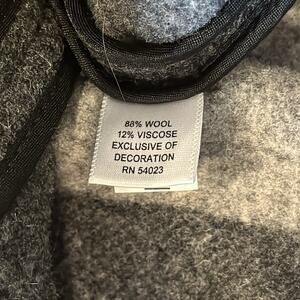 88% WOOL
12% VISCOSE
EXCLUSIVE OF
DECORATION
RN 54023